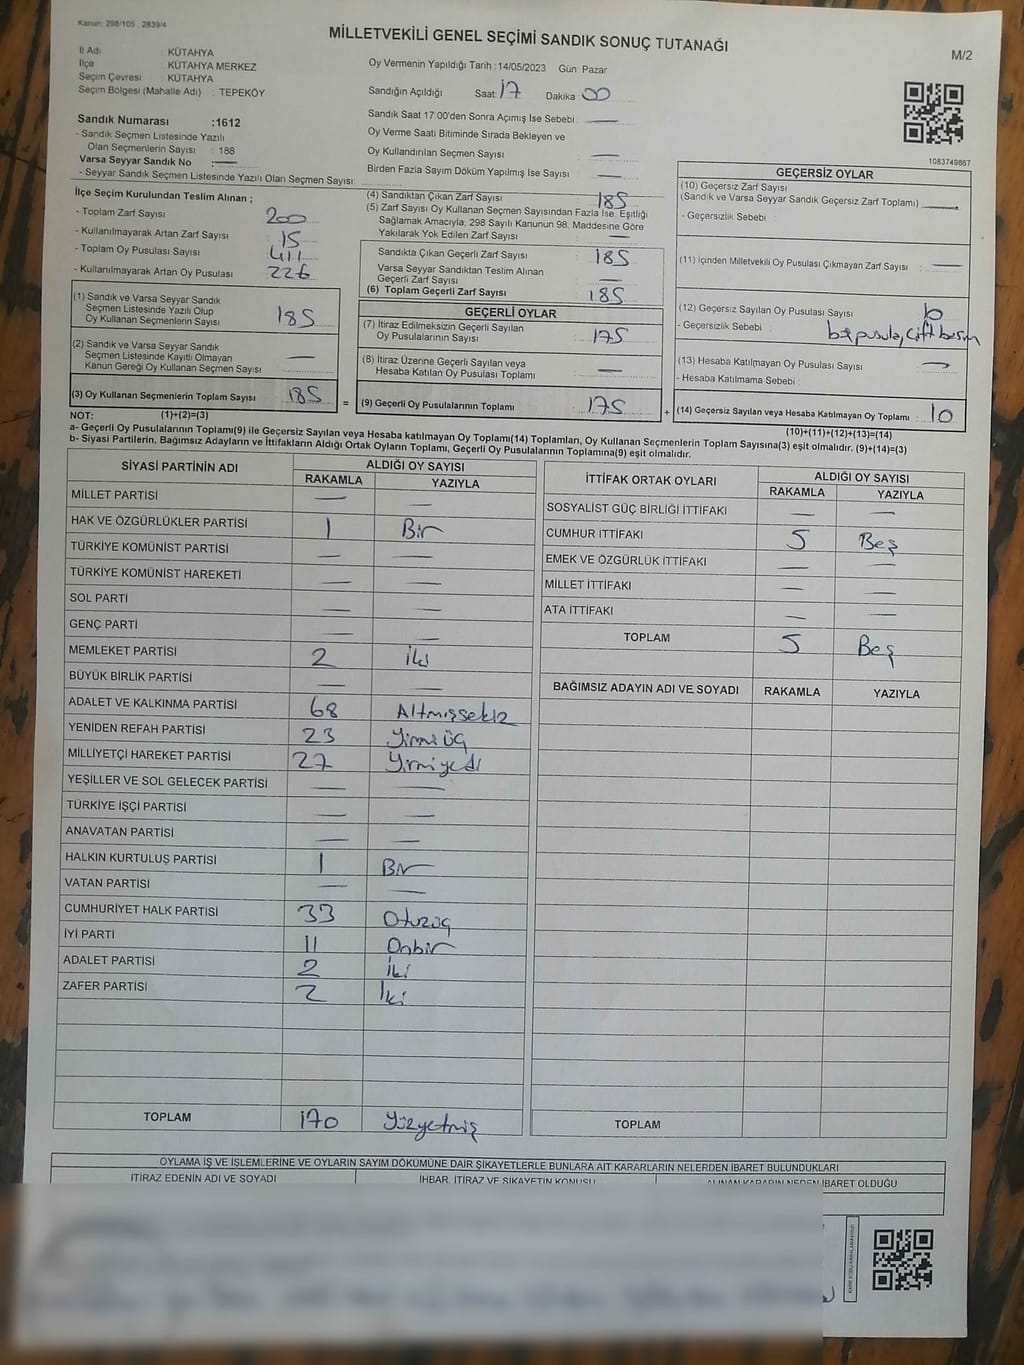 Kanun: 298/105 , 2839/4
MİLLETVEKİLİ GENEL SEÇİMİ SANDIK SONUÇ TUTANAĞI
M/2
İl Adı : KÜTAHYA
İlçe : KÜTAHYA MERKEZ
Seçim Çevresi : KÜTAHYA
Seçim Bölgesi (Mahalle Adı) : TEPEKÖY
Oy Vermenin Yapıldığı Tarih :14/05/2023 Gün Pazar
Sandığın Açıldığı Saat: 17 Dakika : 00
Sandık Saat 17:00'den Sonra Açılmış İse Sebebi : —
Oy Verme Saati Bitiminde Sırada Bekleyen ve
Oy Kullandırılan Seçmen Sayısı : —
Birden Fazla Sayım Döküm Yapılmış İse Sayısı : —
Sandık Numarası :1612
- Sandık Seçmen Listesinde Yazılı
Olan Seçmenlerin Sayısı : 188
Varsa Seyyar Sandık No : —
- Seyyar Sandık Seçmen Listesinde Yazılı Olan Seçmen Sayısı:
1083749867
İlçe Seçim Kurulundan Teslim Alınan ;
- Toplam Zarf Sayısı : 200
- Kullanılmayarak Artan Zarf Sayısı : 15
- Toplam Oy Pusulası Sayısı : 411
- Kullanılmayarak Artan Oy Pusulası : 226
(1) Sandık ve Varsa Seyyar Sandık
Seçmen Listesinde Yazılı Olup
Oy Kullanan Seçmenlerin Sayısı : 185
(2) Sandık ve Varsa Seyyar Sandık
Seçmen Listesinde Kayıtlı Olmayan
Kanun Gereği Oy Kullanan Seçmen Sayısı : —
(3) Oy Kullanan Seçmenlerin Toplam Sayısı : 185 =
(4) Sandıktan Çıkan Zarf Sayısı : 185
(5) Zarf Sayısı Oy Kullanan Seçmen Sayısından Fazla İse, Eşitliği
Sağlamak Amacıyla; 298 Sayılı Kanunun 98. Maddesine Göre
Yakılarak Yok Edilen Zarf Sayısı : —
Sandıkta Çıkan Geçerli Zarf Sayısı : 185
Varsa Seyyar Sandıktan Teslim Alınan
Geçerli Zarf Sayısı : —
(6) Toplam Geçerli Zarf Sayısı : 185
GEÇERLİ OYLAR
(7) İtiraz Edilmeksizin Geçerli Sayılan
Oy Pusulalarının Sayısı : 175
(8) İtiraz Üzerine Geçerli Sayılan veya
Hesaba Katılan Oy Pusulası Toplamı : —
(9) Geçerli Oy Pusulalarının Toplamı : 175 +
GEÇERSİZ OYLAR
(10) Geçersiz Zarf Sayısı
(Sandık ve Varsa Seyyar Sandık Geçersiz Zarf Toplamı) : —
- Geçersizlik Sebebi :
(11) İçinden Milletvekili Oy Pusulası Çıkmayan Zarf Sayısı : —
(12) Geçersiz Sayılan Oy Pusulası Sayısı : 10
- Geçersizlik Sebebi : pusula, Çift
(13) Hesaba Katılmayan Oy Pusulası Sayısı : —
- Hesaba Katılmama Sebebi :
(14) Geçersiz Sayılan veya Hesaba Katılmayan Oy Toplamı : 10
NOT: (1)+(2)=(3)
(10)+(11)+(12)+(13)=(14)
a- Geçerli Oy Pusulalarının Toplamı(9) ile Geçersiz Sayılan veya Hesaba katılmayan Oy Toplamı(14) Toplamları, Oy Kullanan Seçmenlerin Toplam Sayısına(3) eşit olmalıdır. (9)+(14)=(3)
b- Siyasi Partilerin, Bağımsız Adayların ve İttifakların Aldığı Ortak Oyların Toplamı, Geçerli Oy Pusulalarının Toplamına(9) eşit olmalıdır.
SİYASİ PARTİNİN ADI ALDIĞI OY SAYISI
RAKAMLA YAZIYLA
MİLLET PARTİSİ — —
HAK VE ÖZGÜRLÜKLER PARTİSİ 1 Bir
TÜRKİYE KOMÜNİST PARTİSİ — —
TÜRKİYE KOMÜNİST HAREKETİ — —
SOL PARTİ — —
GENÇ PARTİ — —
MEMLEKET PARTİSİ 2 İki
BÜYÜK BİRLİK PARTİSİ — —
ADALET VE KALKINMA PARTİSİ 68 Altmışsekiz
YENİDEN REFAH PARTİSİ 23 Yirmiüç
MİLLİYETÇİ HAREKET PARTİSİ 27 Yirmiyedi
YEŞİLLER VE SOL GELECEK PARTİSİ — —
TÜRKİYE İŞÇİ PARTİSİ — —
ANAVATAN PARTİSİ — —
HALKIN KURTULUŞ PARTİSİ 1 Bir
VATAN PARTİSİ — —
CUMHURİYET HALK PARTİSİ 33 Otuzüç
İYİ PARTİ 11 Onbir
ADALET PARTİSİ 2 İki
ZAFER PARTİSİ 2 İki
TOPLAM 170 Yüzyetmiş
İTTİFAK ORTAK OYLARI ALDIĞI OY SAYISI
RAKAMLA YAZIYLA
SOSYALİST GÜÇ BİRLİĞİ İTTİFAKI — —
CUMHUR İTTİFAKI 5 Beş
EMEK VE ÖZGÜRLÜK İTTİFAKI — —
MİLLET İTTİFAKI — —
ATA İTTİFAKI — —
TOPLAM 5 Beş
BAĞIMSIZ ADAYIN ADI VE SOYADI RAKAMLA YAZIYLA
TOPLAM
OYLAMA İŞ VE İŞLEMLERİNE VE OYLARIN SAYIM DÖKÜMÜNE DAİR ŞİKAYETLERLE BUNLARA AİT KARARLARIN NELERDEN İBARET BULUNDUKLARI
İTİRAZ EDENİN ADI VE SOYADI İHBAR, İTİRAZ VE ŞİKAYETİN KONUSU ALINAN KARARIN NEDEN İBARET OLDUĞU